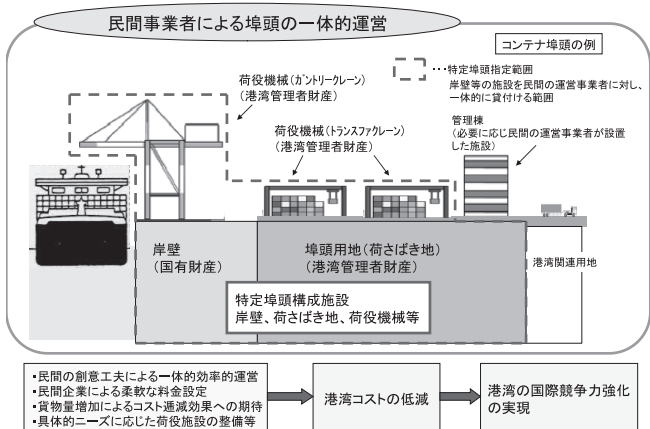 民間事業者による埠頭の一体的運営
コンテナ埠頭の例
・・・特定埠頭指定範囲
岸壁等の施設を民間の運営事業者に対し、
一体的に貸付ける範囲
荷役機械(ガントリークレーン)
(港湾管理者財産)
荷役機械(トランスファクレーン)
(港湾管理者財産)
管理棟
(必要に応じ民間の運営事業者が設置
した施設)
岸壁
(国有財産)
埠頭用地(荷さばき地)
(港湾管理者財産)
港湾関連用地
特定埠頭構成施設
岸壁、荷さばき地、荷役機械等
・民間の創意工夫による一体的効率的運営
・民間企業による柔軟な料金設定
・貨物量増加によるコスト逓減効果への期待
・具体的ニーズに応じた荷役施設の整備等
港湾コストの低減
港湾の国際競争力強化
の実現